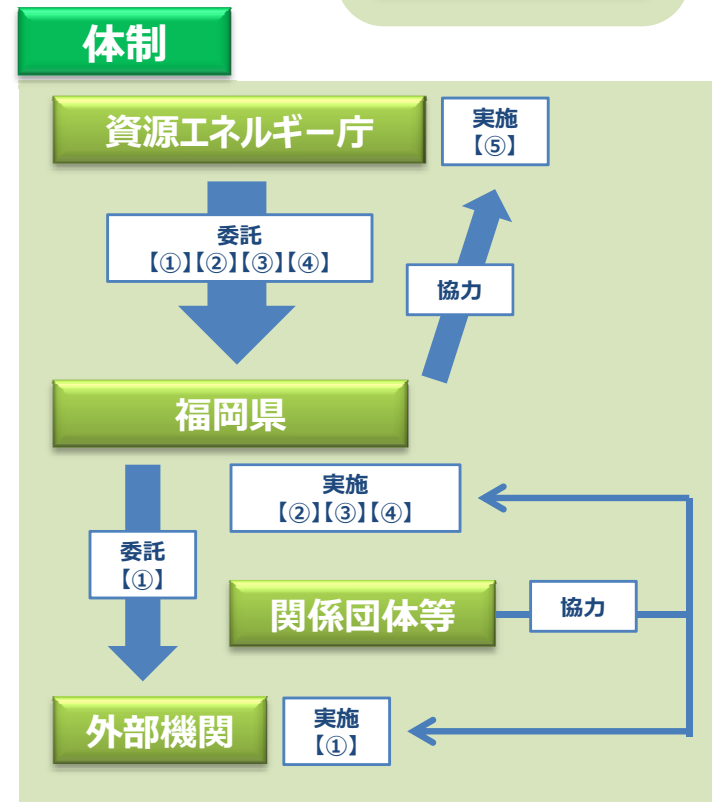 体制
資源エネルギー庁
実施
【⑤】
委託
【①】【②】【③】【④】
協力
福岡県
実施
【②】【③】【④】
委託
【①】
関係団体等
協力
外部機関
実施
【①】